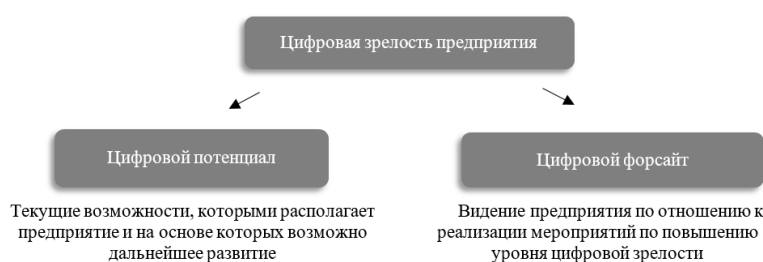 Цифровая зрелость предприятия
Цифровой потенциал
Цифровой форсайт
Текущие возможности, которыми располагает
предприятие и на основе которых возможно
дальнейшее развитие
Видение предприятия по отношению к
реализации мероприятий по повышению
уровня цифровой зрелости